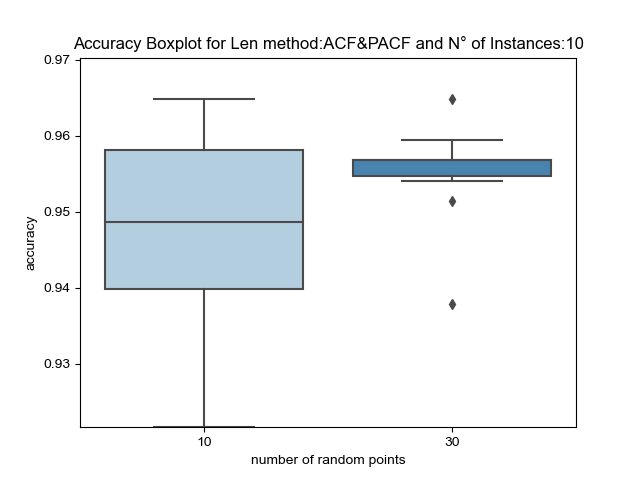 Accuracy Boxplot for Len method:ACF&PACF and N° of Instances:10
0.97
0.96
0.95
0.94
0.93
accuracy
10 30
number of random points